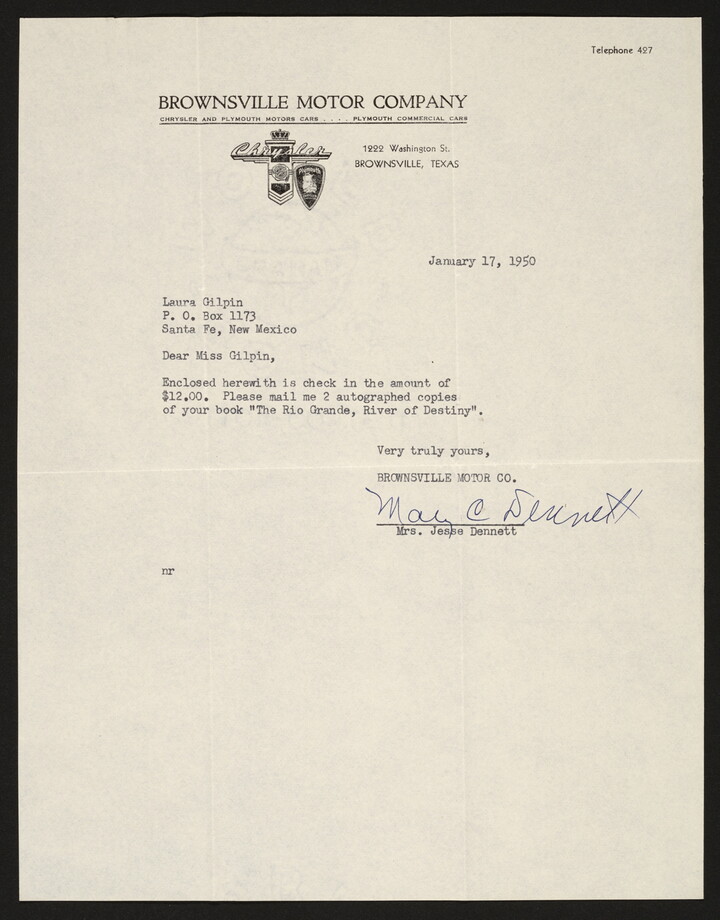 Telephone 427
BROWNSVILLE MOTOR COMPANY
CHRYSLER AND PLYMOUTH MOTORS CARS . . . . PLYMOUTH COMMERCIAL CARS
Chrysler
PLYMOUTH
1222 Washington St.
BROWNSVILLE, TEXAS
January 17, 1950
Laura Gilpin
P. O. Box 1173
Santa Fe, New Mexico
Dear Miss Gilpin,
Enclosed herewith is check in the amount of
$12.00. Please mail me 2 autographed copies
of your book "The Rio Grande, River of Destiny".
Very truly yours,
BROWNSVILLE MOTOR CO.
Mary C Dennett
Mrs. Jesse Dennett
nr